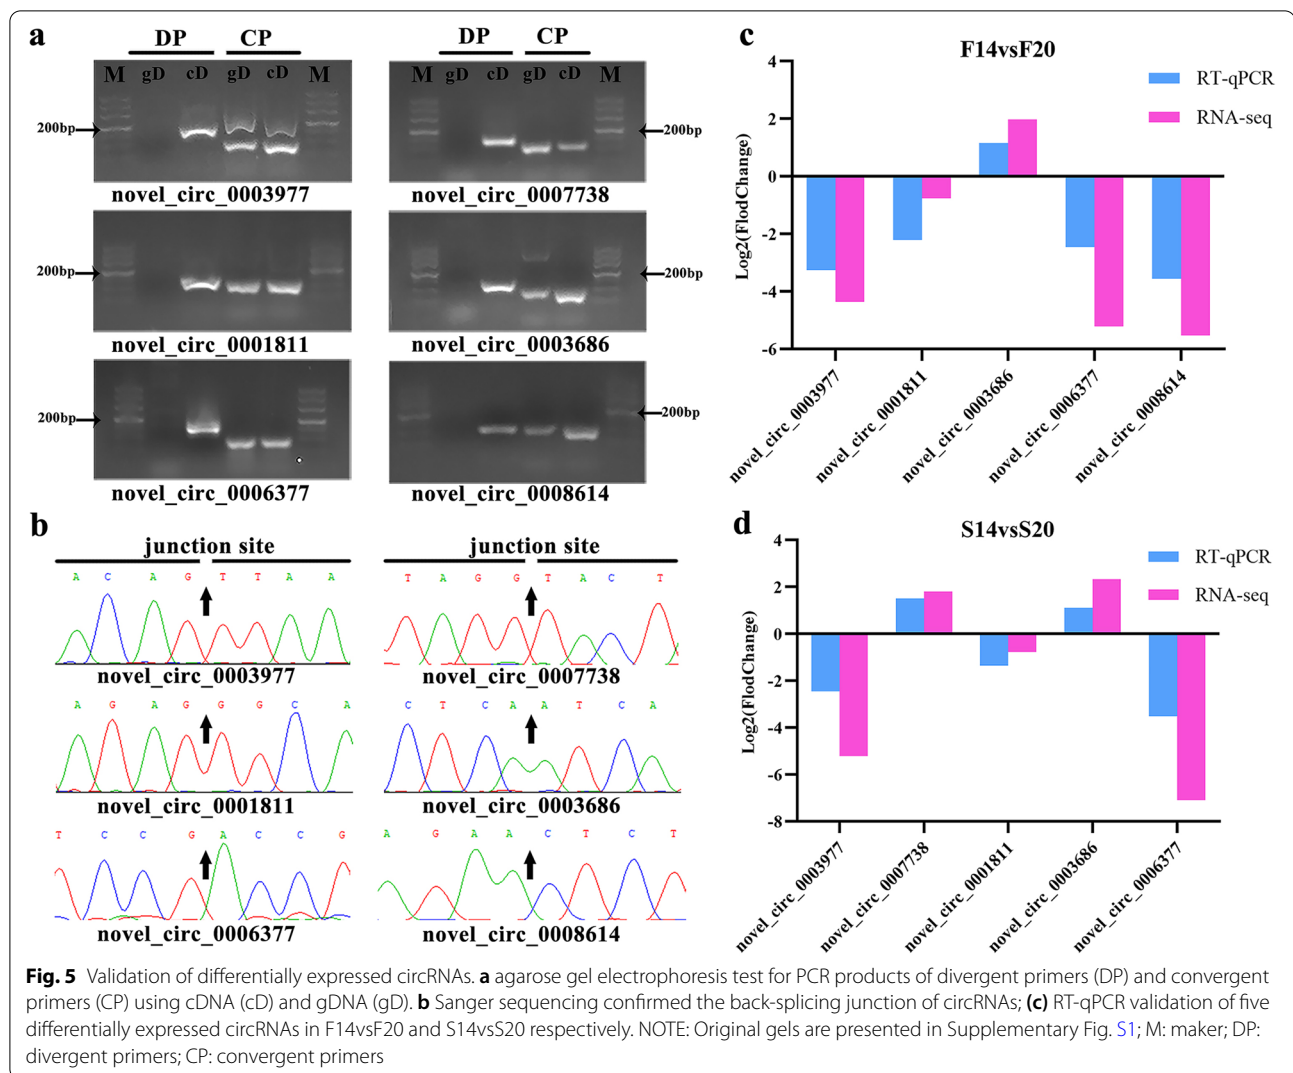 a
DP CP
M gD cD gD cD M
200bp
novel_circ_0003977
DP CP
M gD cD gD cD M
200bp
novel_circ_0007738
200bp
novel_circ_0001811
200bp
novel_circ_0003686
200bp
novel_circ_0006377
200bp
novel_circ_0008614
b
junction site
A C A G T T A A
novel_circ_0003977
junction site
T A G G T A C T
novel_circ_0007738
A G A G G G C A
novel_circ_0001811
C T C A A T C A
novel_circ_0003686
T C C G A C C G
novel_circ_0006377
A G A A C T C T
novel_circ_0008614
c
F14vsF20
RT-qPCR
RNA-seq
Log2(FlodChange)
4
2
0
-2
-4
-6
novel_circ_0003977
novel_circ_0001811
novel_circ_0003686
novel_circ_0006377
novel_circ_0008614
d
S14vsS20
RT-qPCR
RNA-seq
Log2(FlodChange)
4
2
0
-2
-4
-6
-8
novel_circ_0003977
novel_circ_0007738
novel_circ_0001811
novel_circ_0003686
novel_circ_0006377
Fig. 5 Validation of differentially expressed circRNAs. a agarose gel electrophoresis test for PCR products of divergent primers (DP) and convergent
primers (CP) using cDNA (cD) and gDNA (gD). b Sanger sequencing confirmed the back-splicing junction of circRNAs; (c) RT-qPCR validation of five
differentially expressed circRNAs in F14vsF20 and S14vsS20 respectively. NOTE: Original gels are presented in Supplementary Fig. S1; M: maker; DP:
divergent primers; CP: convergent primers